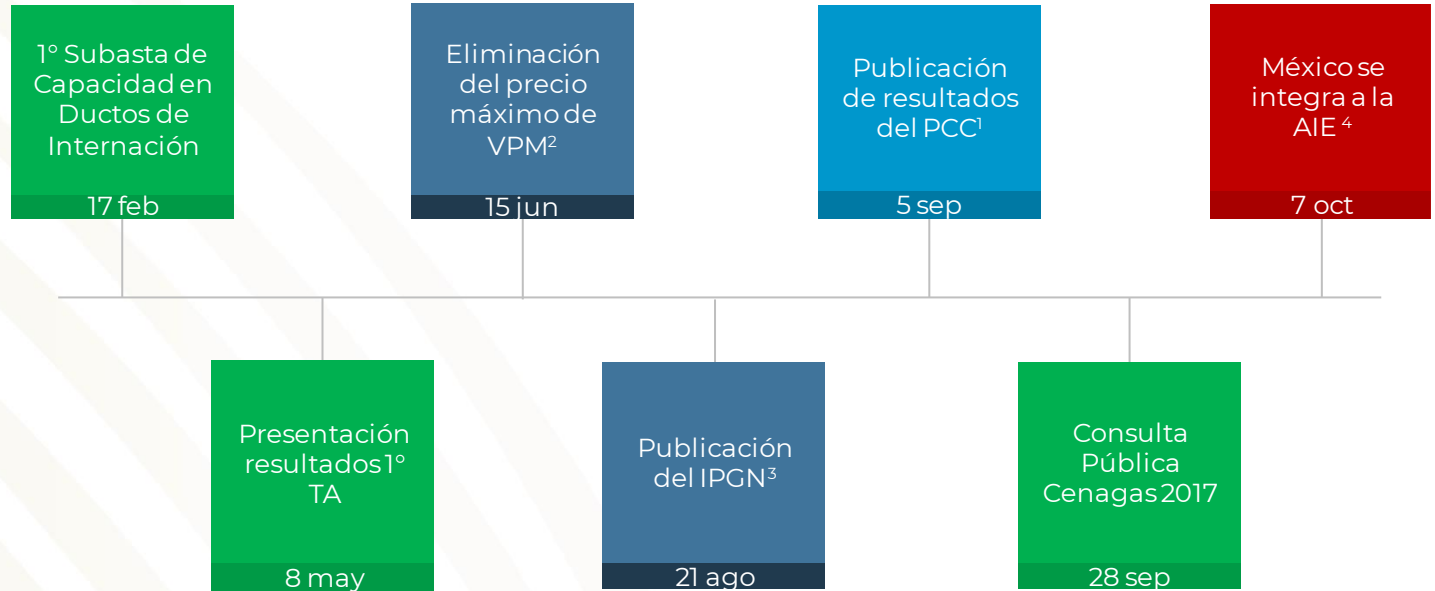 1° Subasta de
Capacidad en
Ductos de
Internación
17 feb
Eliminación
del precio
máximo de
VPM²
15 jun
Publicación
de resultados
del PCC¹
5 sep
México se
integra a la
AIE ⁴
7 oct
Presentación
resultados 1°
TA
8 may
Publicación
del IPGN³
21 ago
Consulta
Pública
Cenagas 2017
28 sep